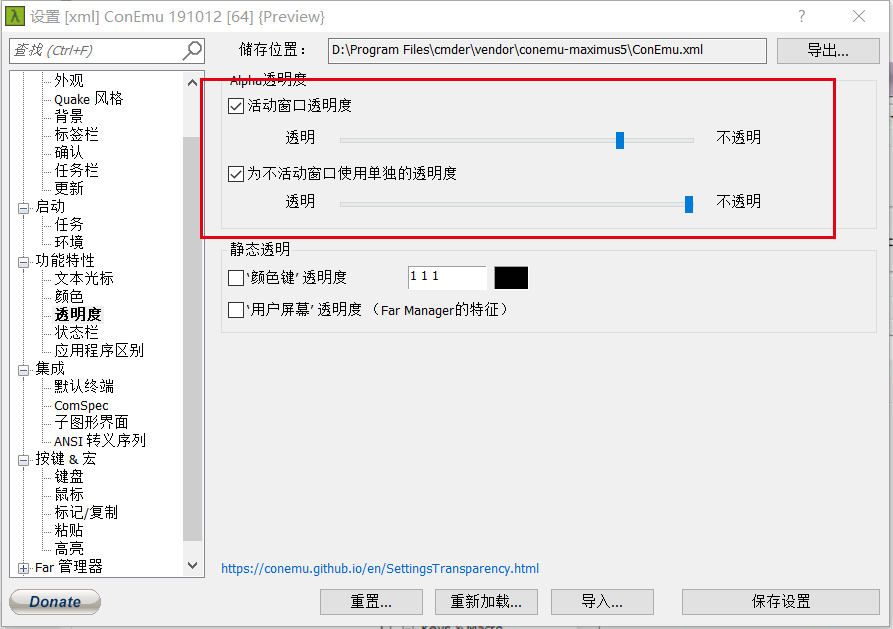 设置 [xml] ConEmu 191012 [64] {Preview}
查找 (Ctrl+F)
储存位置：
D:\Program Files\cmder\vendor\conemu-maximus5\ConEmu.xml
导出...
外观
Quake 风格
背景
标签栏
确认
任务栏
更新
启动
任务
环境
功能特性
文本光标
颜色
透明度
状态栏
应用程序区别
集成
默认终端
ComSpec
子图形界面
ANSI 转义序列
按键 & 宏
键盘
鼠标
标记/复制
粘贴
高亮
Far 管理器
Alpha透明度
活动窗口透明度
透明 不透明
为不活动窗口使用单独的透明度
透明 不透明
静态透明
‘颜色键’ 透明度 1 1 1
‘用户屏幕’ 透明度 （Far Manager的特征）
https://conemu.github.io/en/SettingsTransparency.html
Donate
重置...
重新加载...
导入...
保存设置